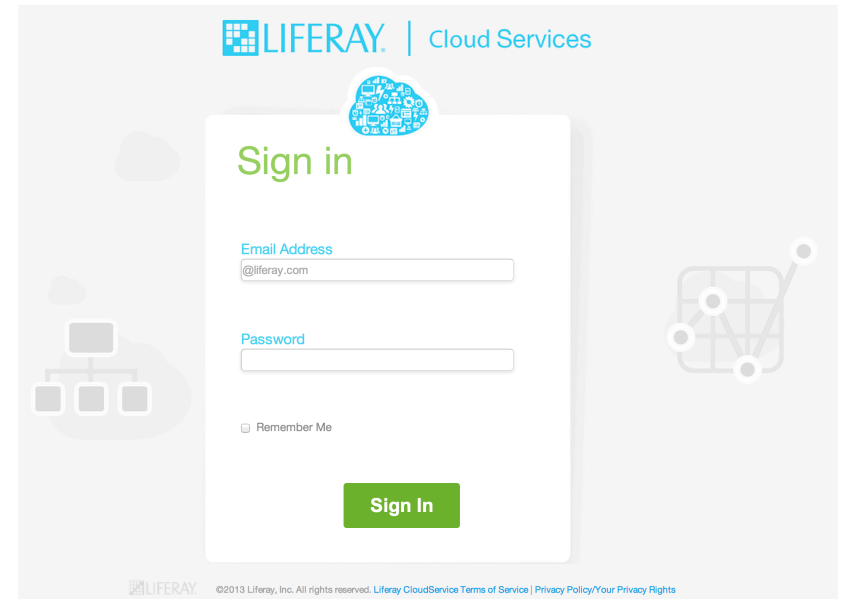 LIFERAY. | Cloud Services
Sign in
Email Address
@liferay.com
Password
Remember Me
Sign In
LIFERAY. ©2013 Liferay, Inc. All rights reserved. Liferay CloudService Terms of Service | Privacy Policy/Your Privacy Rights